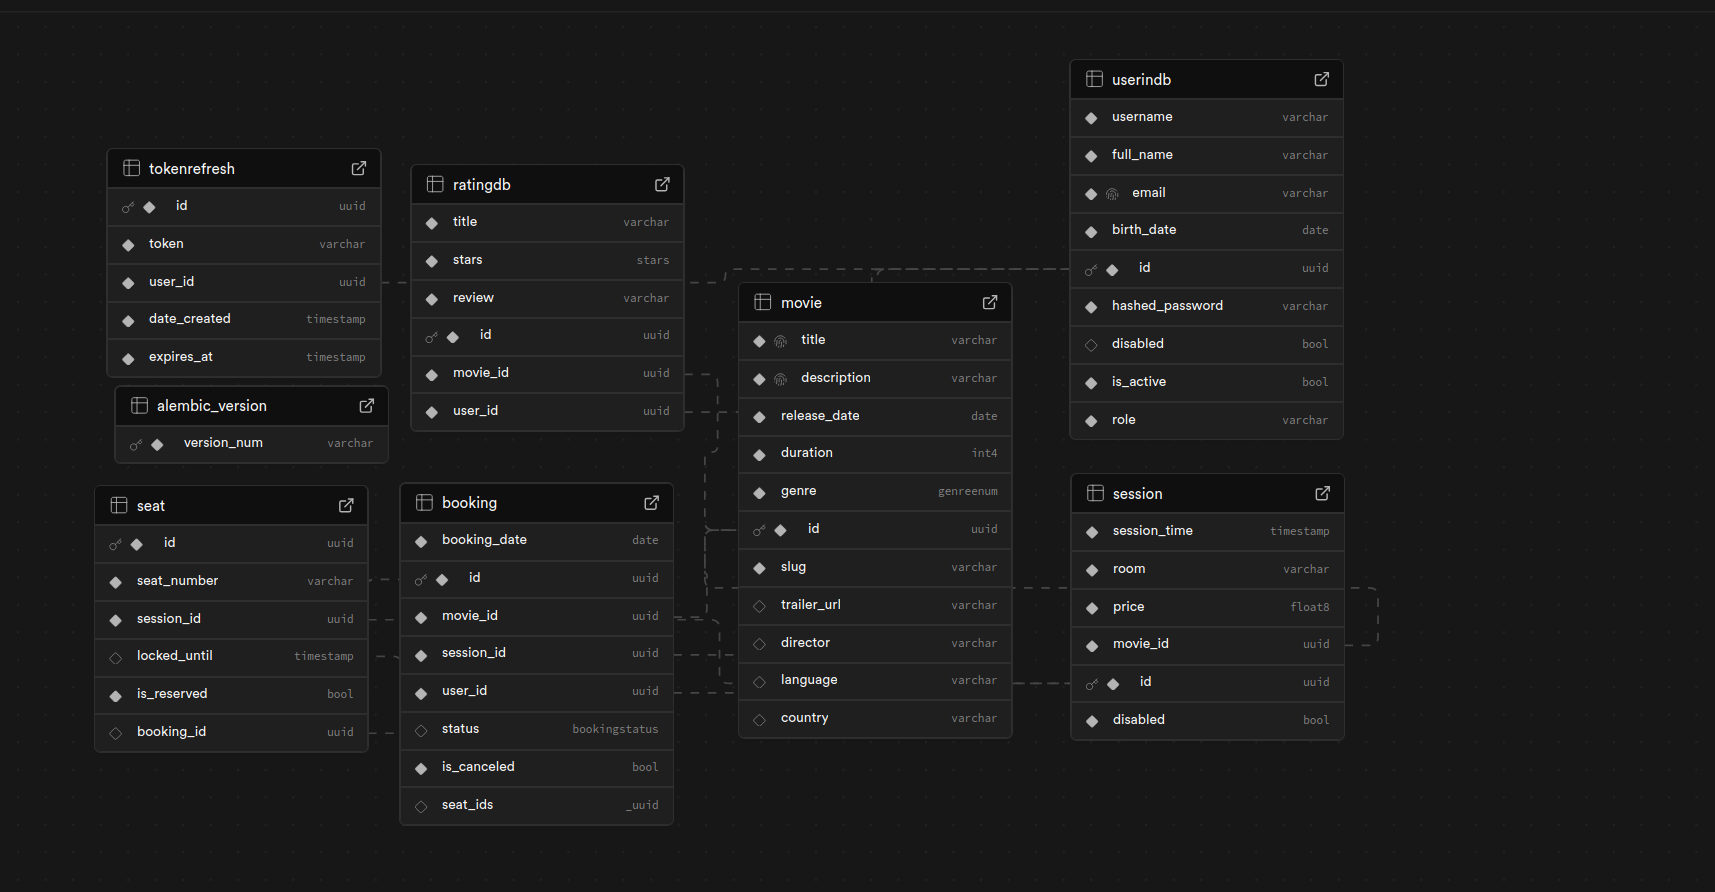 tokenrefresh
id uuid
token varchar
user_id uuid
date_created timestamp
expires_at timestamp
alembic_version
version_num varchar
seat
id uuid
seat_number varchar
session_id uuid
locked_until timestamp
is_reserved bool
booking_id uuid
ratingdb
title varchar
stars stars
review varchar
id uuid
movie_id uuid
user_id uuid
booking
booking_date date
id uuid
movie_id uuid
session_id uuid
user_id uuid
status bookingstatus
is_canceled bool
seat_ids _uuid
movie
title varchar
description varchar
release_date date
duration int4
genre genreenum
id uuid
slug varchar
trailer_url varchar
director varchar
language varchar
country varchar
userindb
username varchar
full_name varchar
email varchar
birth_date date
id uuid
hashed_password varchar
disabled bool
is_active bool
role varchar
session
session_time timestamp
room varchar
price float8
movie_id uuid
id uuid
disabled bool